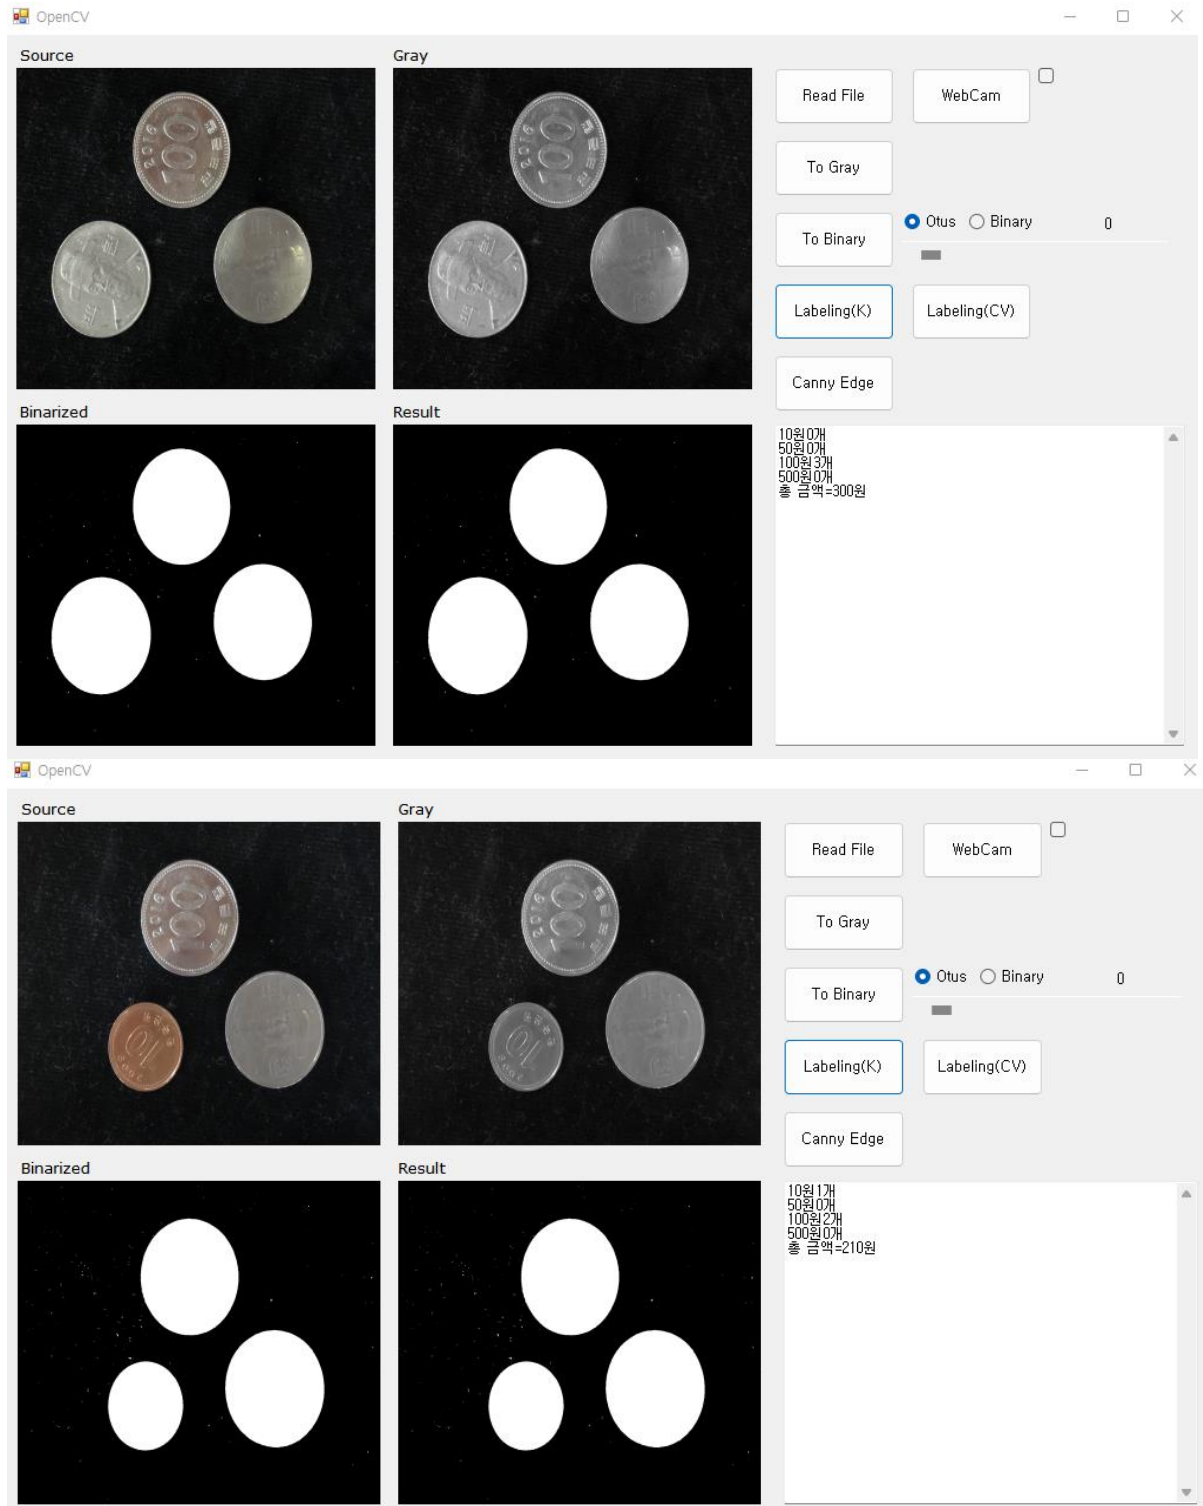 OpenCV
Source
Gray
2016
100
Read File
WebCam
To Gray
To Binary
Otus
Binary
0
Labeling(K)
Labeling(CV)
Canny Edge
Binarized
Result
10원0개
50원0개
100원3개
500원0개
총 금액=300원
OpenCV
Source
Gray
2016
100
10
Read File
WebCam
To Gray
To Binary
Otus
Binary
0
Labeling(K)
Labeling(CV)
Canny Edge
Binarized
Result
10원1개
50원0개
100원2개
500원0개
총 금액=210원